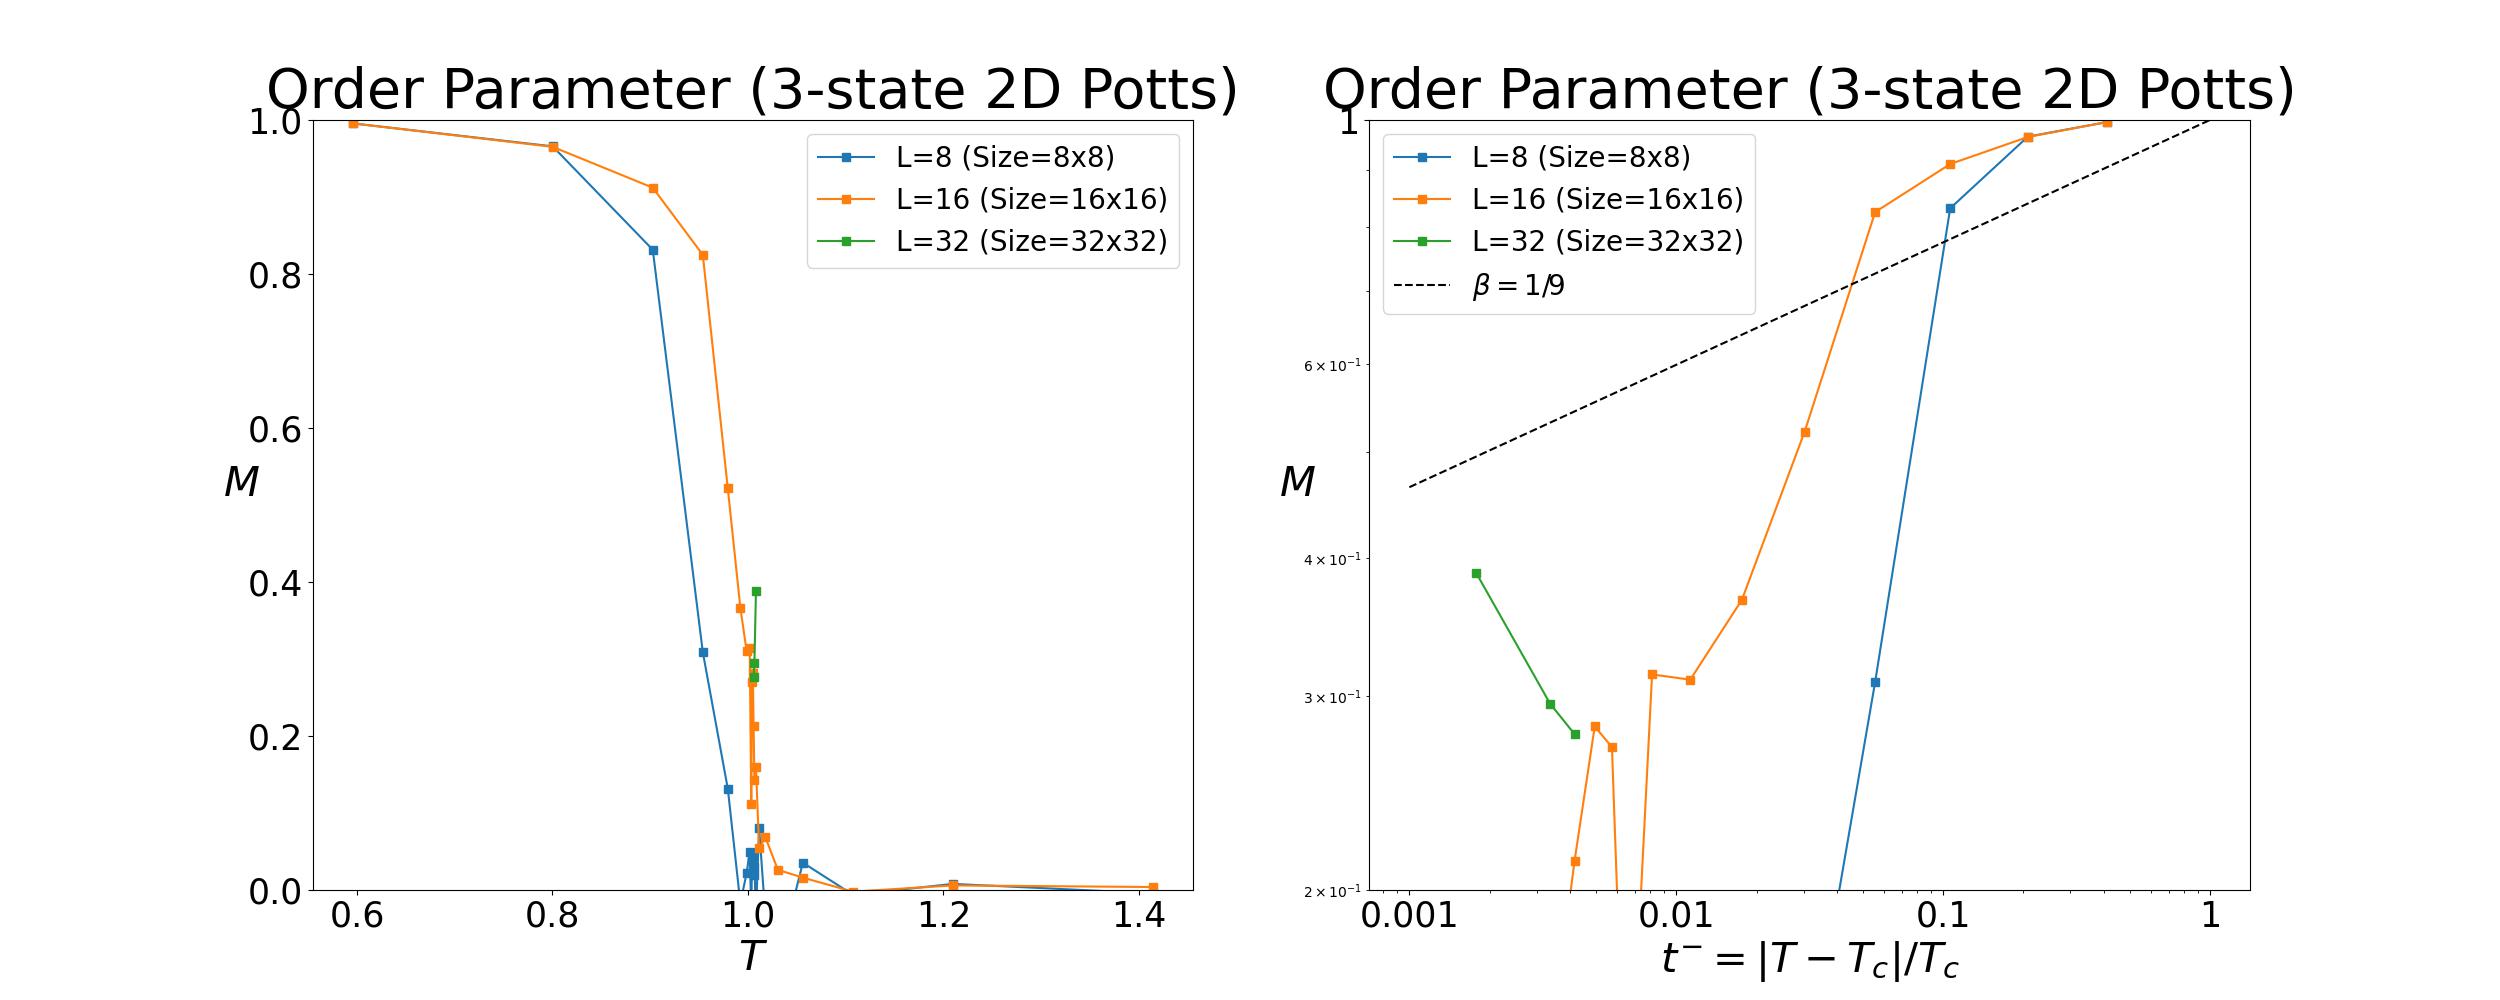 Order Parameter (3-state 2D Potts)
1.0
0.8
0.6
0.4
0.2
0.0
M
L=8 (Size=8x8)
L=16 (Size=16x16)
L=32 (Size=32x32)
0.6 0.8 1.0 1.2 1.4
T
Order Parameter (3-state 2D Potts)
1
6 × 10⁻¹
4 × 10⁻¹
3 × 10⁻¹
2 × 10⁻¹
M
L=8 (Size=8x8)
L=16 (Size=16x16)
L=32 (Size=32x32)
β = 1/9
0.001 0.01 0.1 1
t⁻ = |T − T_c|/T_c